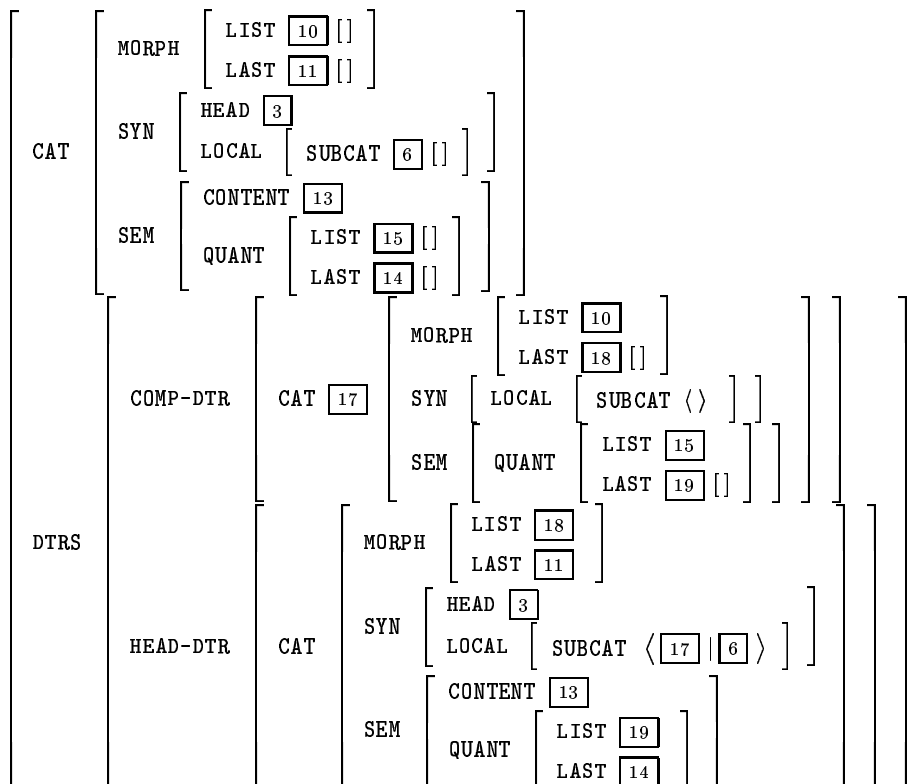 MORPH LIST 10 []
LAST 11 []
SYN HEAD 3
CAT LOCAL SUBCAT 6 []
CONTENT 13
SEM QUANT LIST 15 []
LAST 14 []
MORPH LIST 10
LAST 18 []
COMP-DTR CAT 17 SYN LOCAL SUBCAT ⟨ ⟩
SEM QUANT LIST 15
LAST 19 []
DTRS MORPH LIST 18
LAST 11
SYN HEAD 3
HEAD-DTR CAT LOCAL SUBCAT ⟨ 17 | 6 ⟩
CONTENT 13
SEM QUANT LIST 19
LAST 14